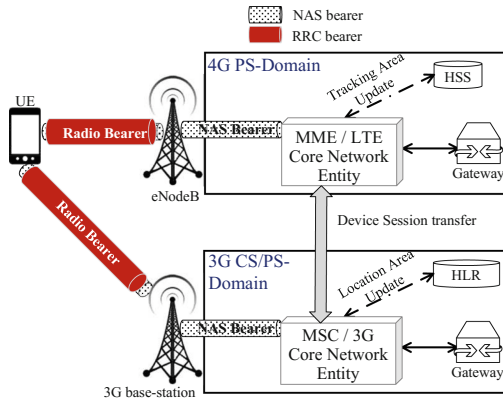 NAS bearer
RRC bearer
UE
Radio Bearer
eNodeB
4G PS-Domain
NAS Bearer
Tracking Area
Update
HSS
MME / LTE
Core Network
Entity
Gateway
Device Session transfer
Radio Bearer
3G base-station
3G CS/PS-
Domain
NAS Bearer
Location Area
Update
HLR
MSC / 3G
Core Network
Entity
Gateway